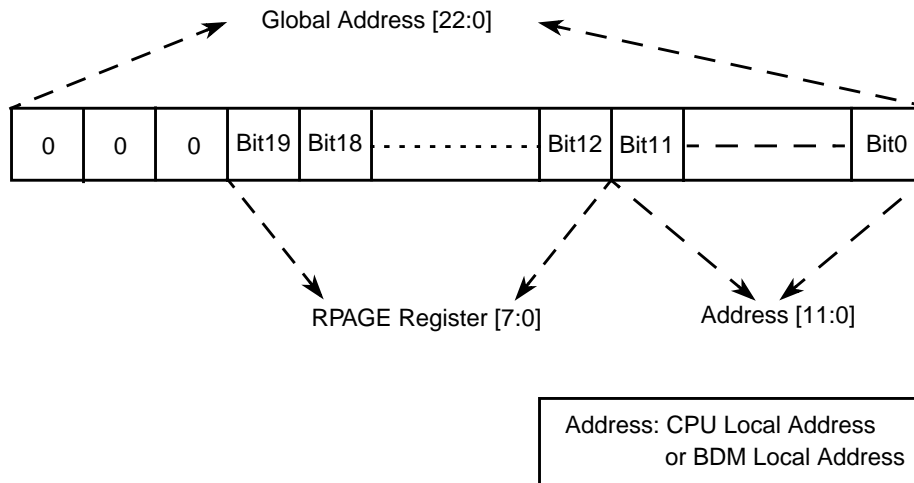 Global Address [22:0]
0 0 0 Bit19 Bit18 Bit12 Bit11 Bit0
RPAGE Register [7:0] Address [11:0]
Address: CPU Local Address
or BDM Local Address